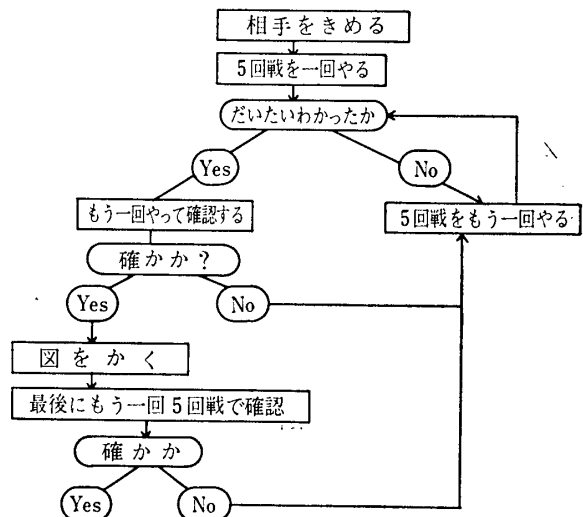 相手をきめる
5回戦を一回やる
だいたいわかったか
Yes
No
もう一回やって確認する
5回戦をもう一回やる
確かか？
Yes
No
図をかく
最後にもう一回5回戦で確認
確かか
Yes
No